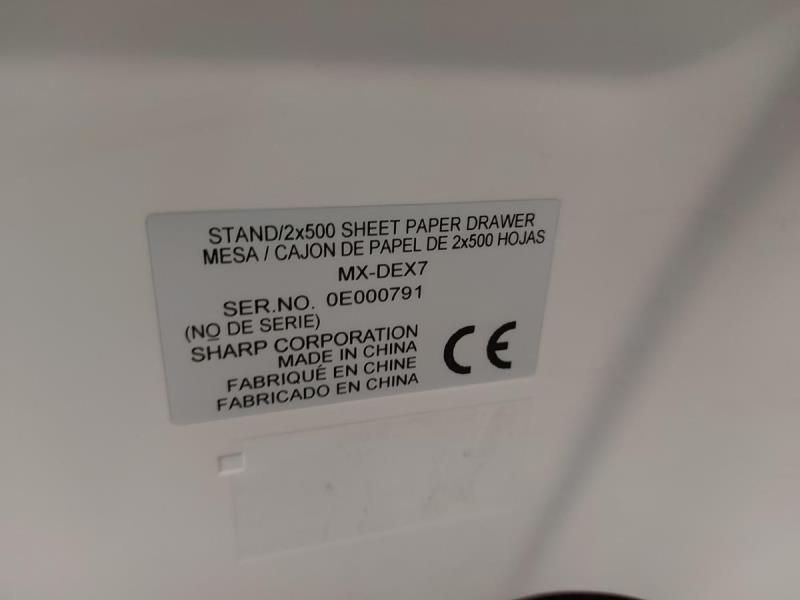 STAND/2x500 SHEET PAPER DRAWER
MESA / CAJON DE PAPEL DE 2x500 HOJAS
MX-DEX7
SER.NO. 0E000791
(NO DE SERIE)
SHARP CORPORATION
MADE IN CHINA
FABRIQUÉ EN CHINE
FABRICADO EN CHINA
CE